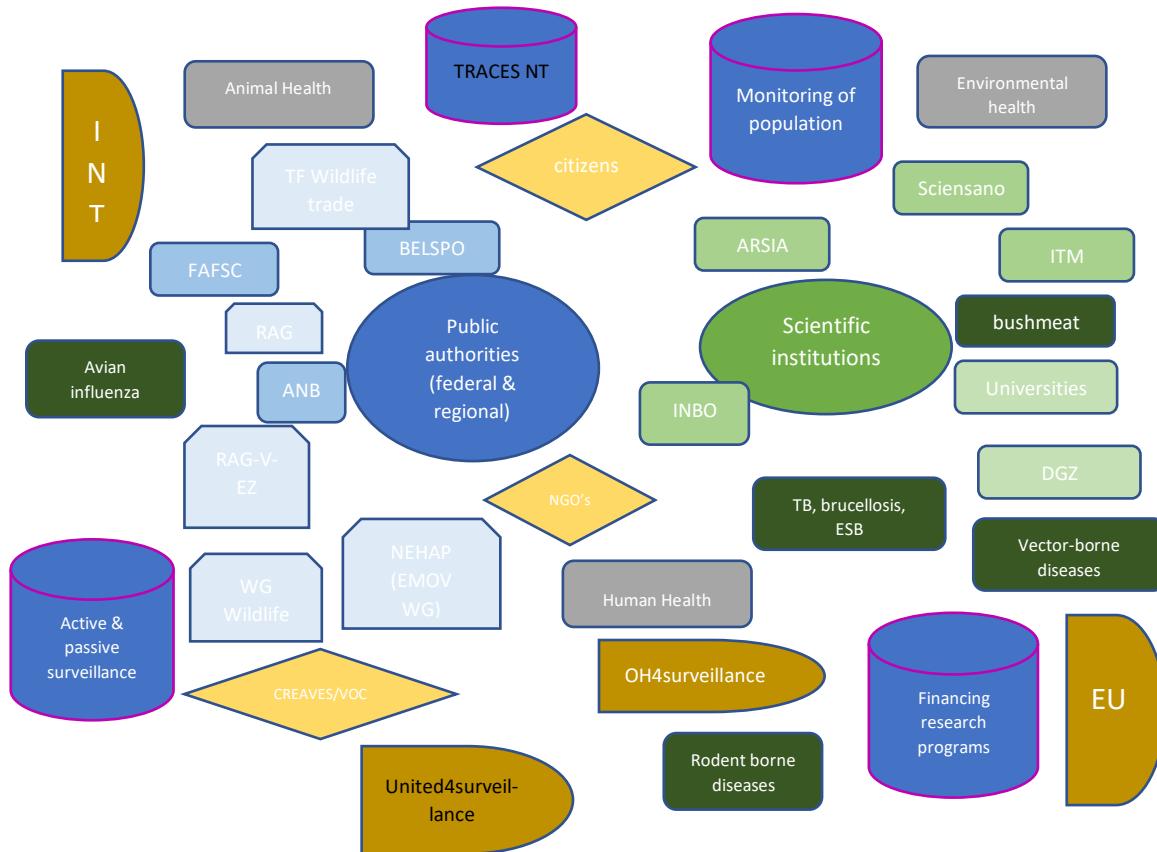 TRACES NT
Monitoring of
population
Animal Health
Environmental
health
I
N
T
citizens
TF Wildlife
trade
Sciensano
BELSPO
ARSIA
ITM
FAFSC
RAG
Public
authorities
(federal &
regional)
Scientific
institutions
bushmeat
Avian
influenza
ANB
Universities
INBO
RAG-V-
EZ
DGZ
NGO's
TB, brucellosis,
ESB
Vector-borne
diseases
NEHAP
(EMOV
WG)
WG
Wildlife
Human Health
Active &
passive
surveillance
OH4surveillance
CREAVES/VOC
Financing
research
programs
EU
Rodent borne
diseases
United4surveil-
lance